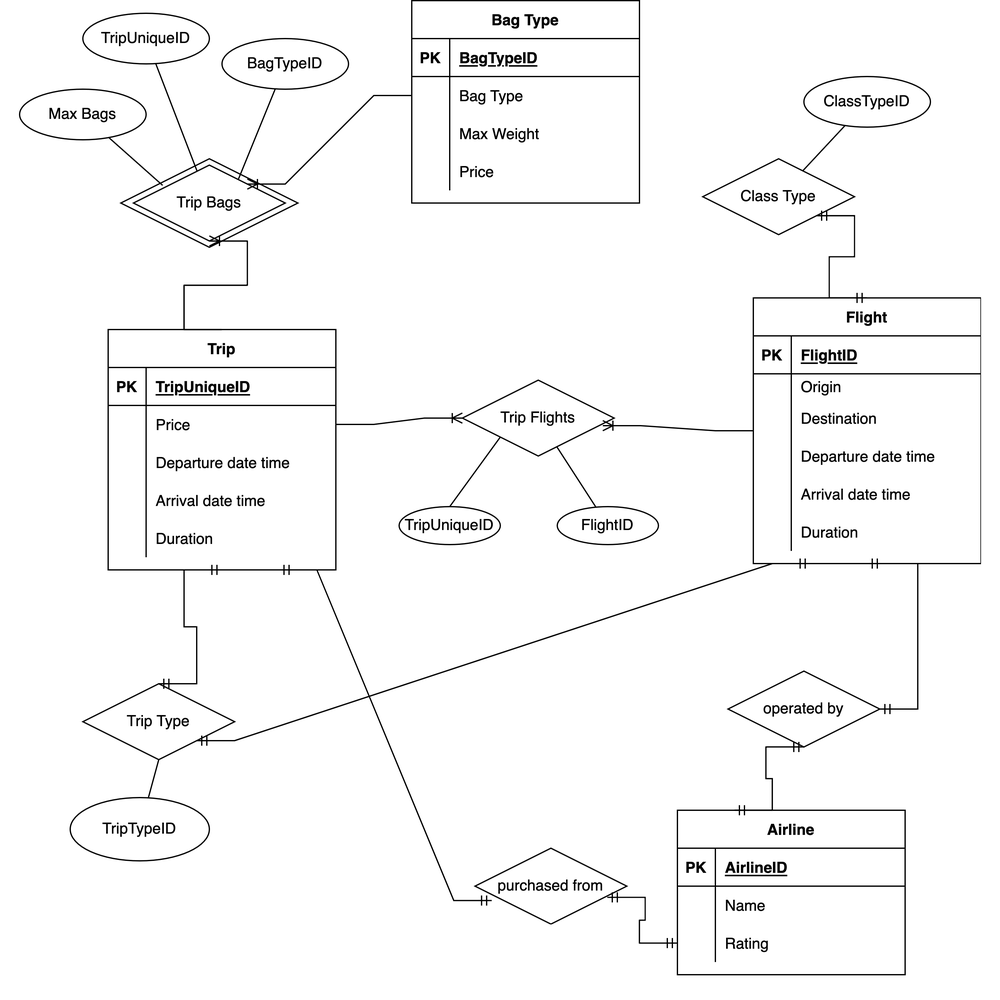 Bag Type
PK BagTypeID
Bag Type
Max Weight
Price
TripUniqueID
BagTypeID
Max Bags
Trip Bags
ClassTypeID
Class Type
Flight
PK FlightID
Origin
Destination
Departure date time
Arrival date time
Duration
Trip
PK TripUniqueID
Price
Departure date time
Arrival date time
Duration
Trip Flights
TripUniqueID
FlightID
Trip Type
TripTypeID
operated by
purchased from
Airline
PK AirlineID
Name
Rating